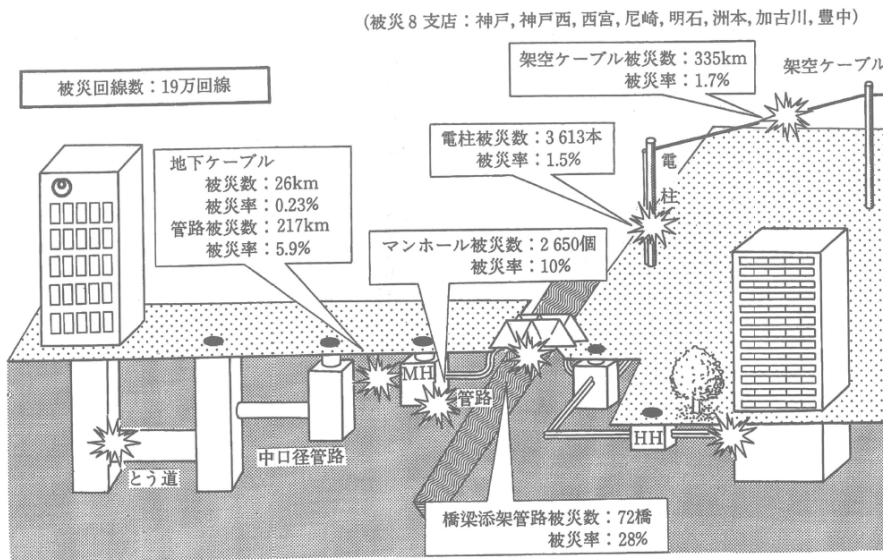 (被災8支店：神戸, 神戸西, 西宮, 尼崎, 明石, 洲本, 加古川, 豊中)
被災回線数：19万回線
架空ケーブル被災数：335km
被災率：1.7%
架空ケーブル
電柱被災数：3 613本
被災率：1.5%
電柱
地下ケーブル
被災数：26km
被災率：0.23%
管路被災数：217km
被災率：5.9%
マンホール被災数：2 650個
被災率：10%
MH
管路
中口径管路
とう道
HH
橋梁添架管路被災数：72橋
被災率：28%